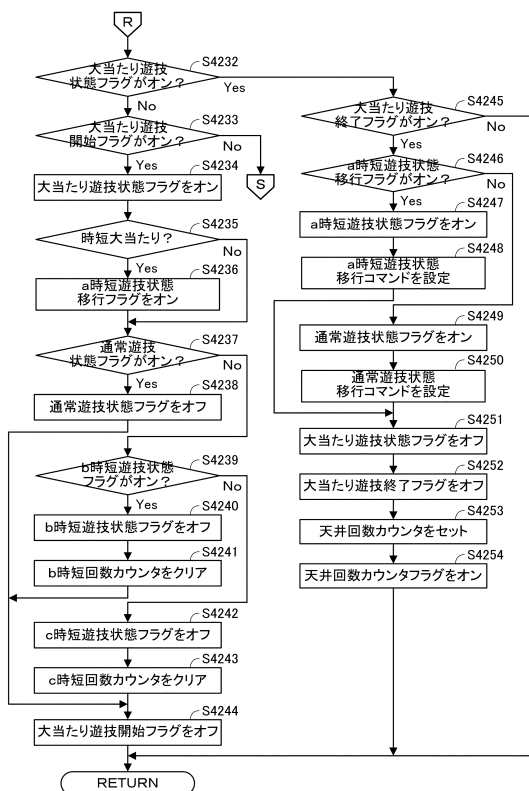 R
S4232
大当たり遊技
状態フラグがオン？
Yes
No
S4233
大当たり遊技
開始フラグがオン？
No
Yes
S
S4234
大当たり遊技状態フラグをオン
S4235
時短大当たり？
No
Yes
S4236
a時短遊技状態
移行フラグをオン
S4237
通常遊技
状態フラグがオン？
No
Yes
S4238
通常遊技状態フラグをオフ
S4239
b時短遊技状態
フラグがオン？
No
Yes
S4240
b時短遊技状態フラグをオフ
S4241
b時短回数カウンタをクリア
S4242
c時短遊技状態フラグをオフ
S4243
c時短回数カウンタをクリア
S4244
大当たり遊技開始フラグをオフ
RETURN
S4245
大当たり遊技
終了フラグがオン？
No
Yes
S4246
a時短遊技状態
移行フラグがオン？
No
Yes
S4247
a時短遊技状態フラグをオン
S4248
a時短遊技状態
移行コマンドを設定
S4249
通常遊技状態フラグをオン
S4250
通常遊技状態
移行コマンドを設定
S4251
大当たり遊技状態フラグをオフ
S4252
大当たり遊技終了フラグをオフ
S4253
天井回数カウンタをセット
S4254
天井回数カウンタフラグをオン